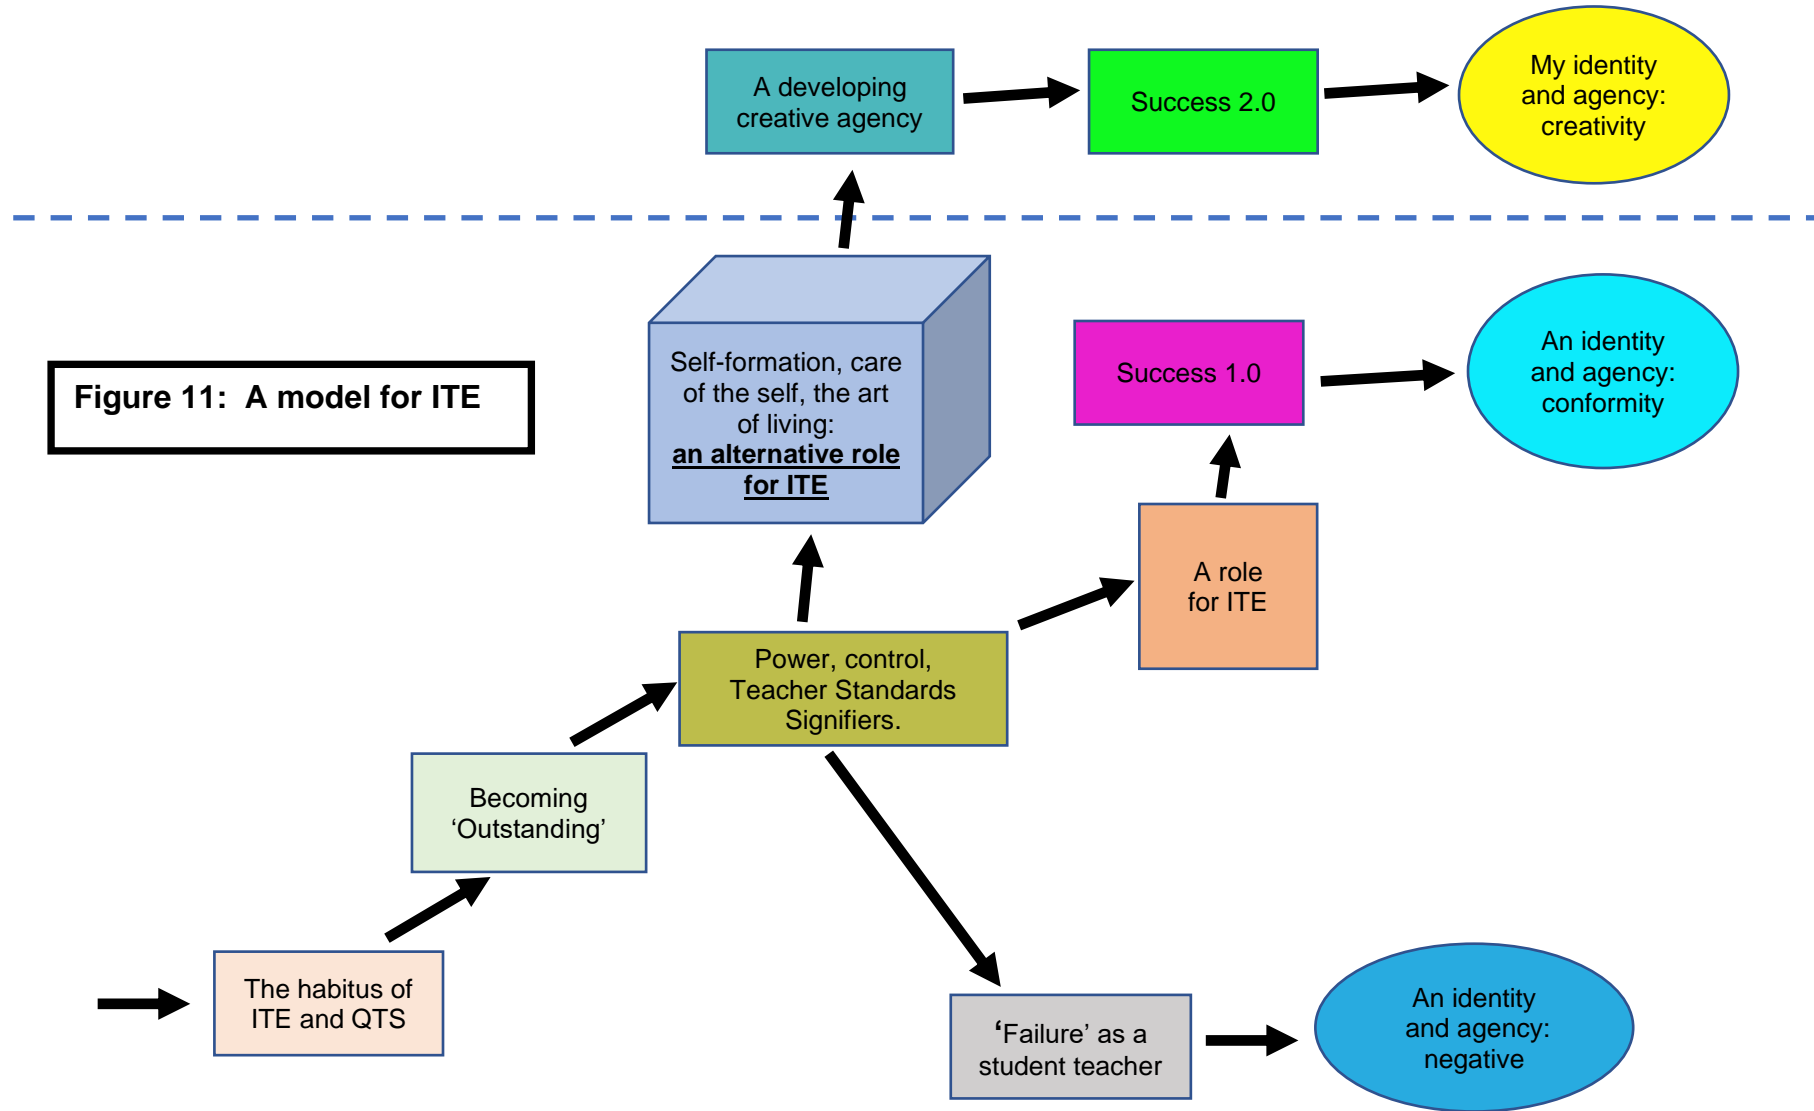 A developing
creative agency
Success 2.0
My identity
and agency:
creativity
Figure 11:  A model for ITE
Self-formation, care
of the self, the art
of living:
an alternative role
for ITE
Success 1.0
An identity
and agency:
conformity
A role
for ITE
Power, control,
Teacher Standards
Signifiers.
Becoming
‘Outstanding’
The habitus of
ITE and QTS
‘Failure’ as a
student teacher
An identity
and agency:
negative